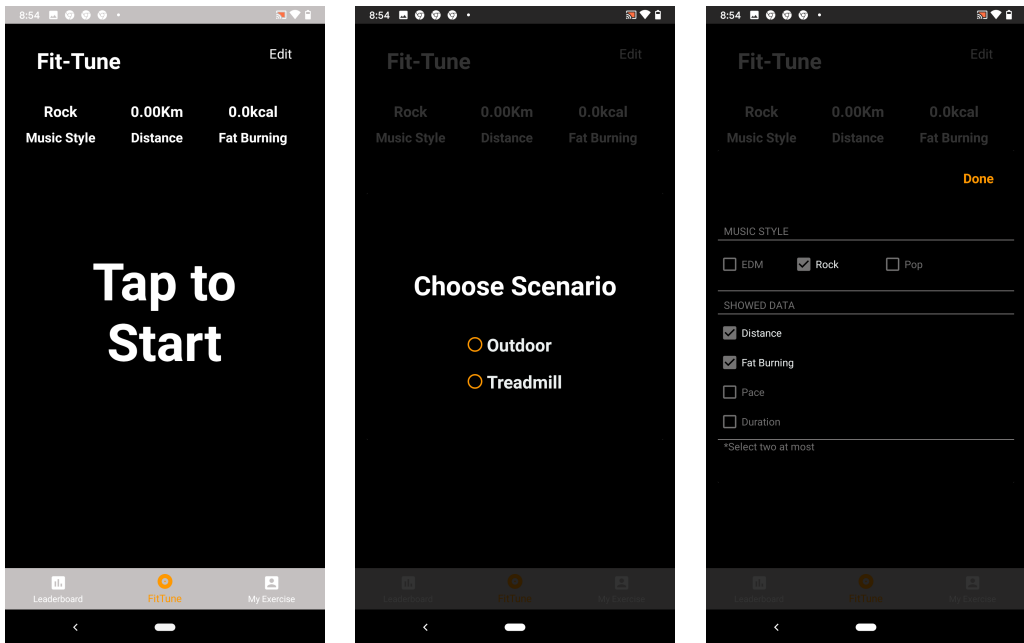 8:54
Fit-Tune
Edit
Rock 0.00Km 0.0kcal
Music Style Distance Fat Burning
Tap to
Start
Leaderboard FitTune My Exercise
8:54
Fit-Tune
Edit
Rock 0.00Km 0.0kcal
Music Style Distance Fat Burning
Choose Scenario
Outdoor
Treadmill
Leaderboard FitTune My Exercise
8:54
Fit-Tune
Edit
Rock 0.00Km 0.0kcal
Music Style Distance Fat Burning
Done
MUSIC STYLE
EDM Rock Pop
SHOWED DATA
Distance
Fat Burning
Pace
Duration
*Select two at most
Leaderboard FitTune My Exercise